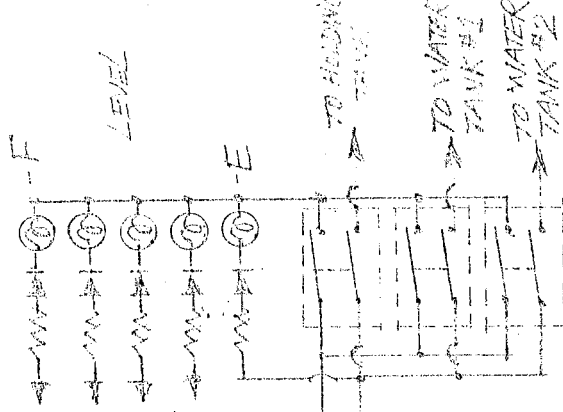 -F
LEVEL
-E
TO HOLDING
TANK
TO WATER
TANK #1
TO WATER
TANK #2